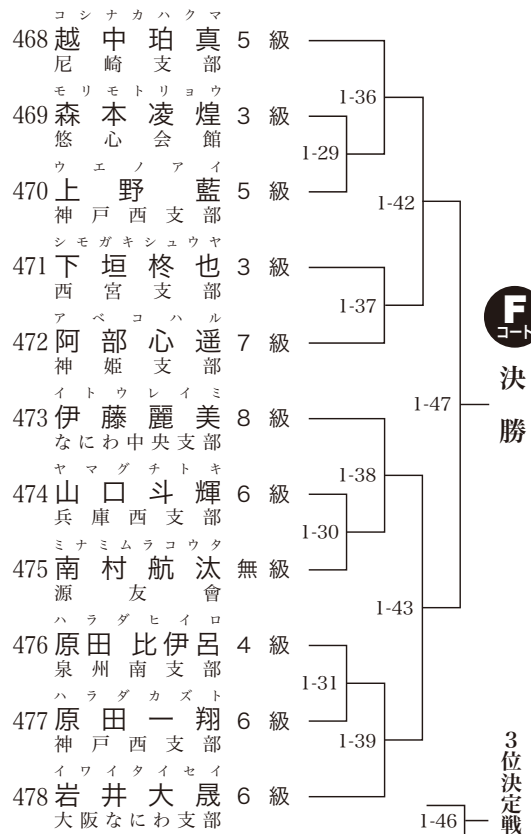 コシナカハクマ
468 越中珀真 5級
尼崎支部
1-36
モリモトリョウ
469 森本凌煌 3級
悠心会館
1-29
ウエノアイ
470 上野藍 5級
神戸西支部
1-42
シモガキシュウヤ
471 下垣柊也 3級
西宮支部
1-37
アベコハル
472 阿部心遥 7級
神姫支部
Fコート
決勝
1-47
イトウレイミ
473 伊藤麗美 8級
なにわ中央支部
1-38
ヤマグチトキ
474 山口斗輝 6級
兵庫西支部
1-30
ミナミムラコウタ
475 南村航汰 無級
源友會
1-43
ハラダヒイロ
476 原田比伊呂 4級
泉州南支部
1-31
ハラダカズト
477 原田一翔 6級
神戸西支部
1-39
イワイタイセイ
478 岩井大晟 6級
大阪なにわ支部
3位決定戦
1-46